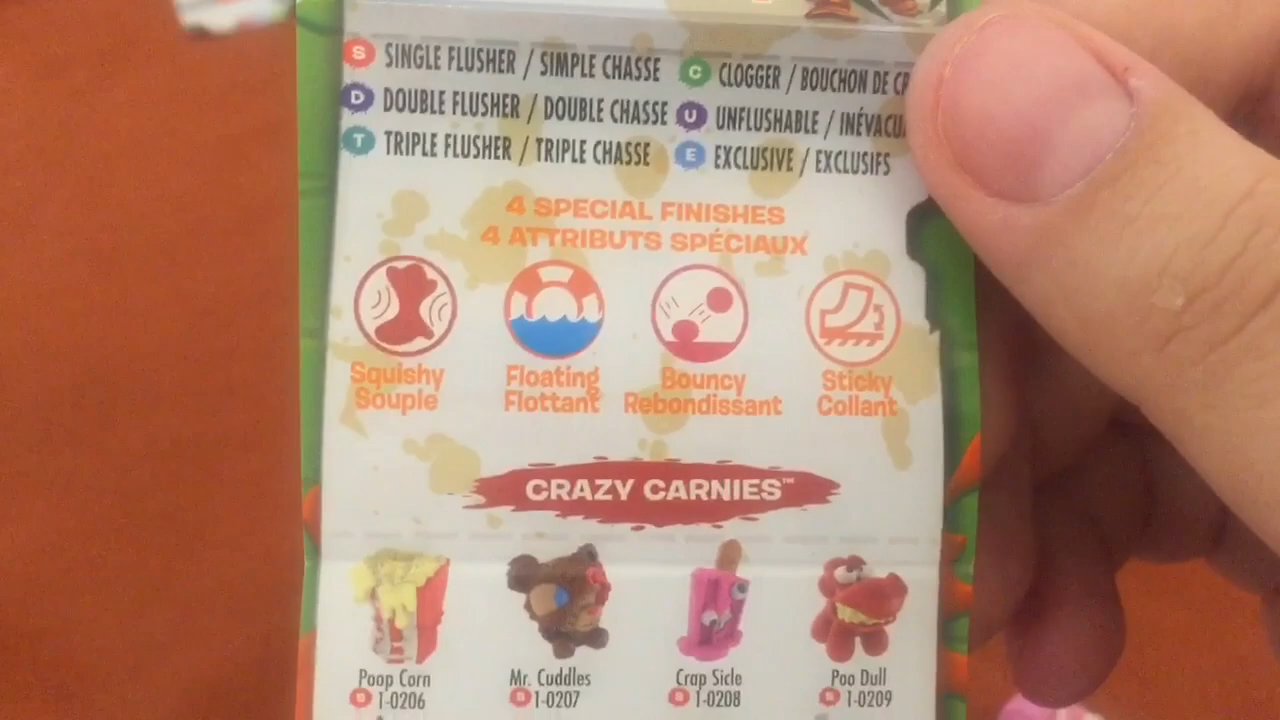 S SINGLE FLUSHER / SIMPLE CHASSE
C CLOGGER / BOUCHON DE
D DOUBLE FLUSHER / DOUBLE CHASSE
U UNFLUSHABLE /
T TRIPLE FLUSHER / TRIPLE CHASSE
E EXCLUSIVE / EXCLUSIFS
4 SPECIAL FINISHES
4 ATTRIBUTS SPÉCIAUX
Squishy
Souple
Floating
Flottant
Bouncy
Rebondissant
Sticky
Collant
CRAZY CARNIES™
Poop Corn
1-0206
Mr. Cuddles
1-0207
Crap Sicle
1-0208
Poo Dull
1-0209